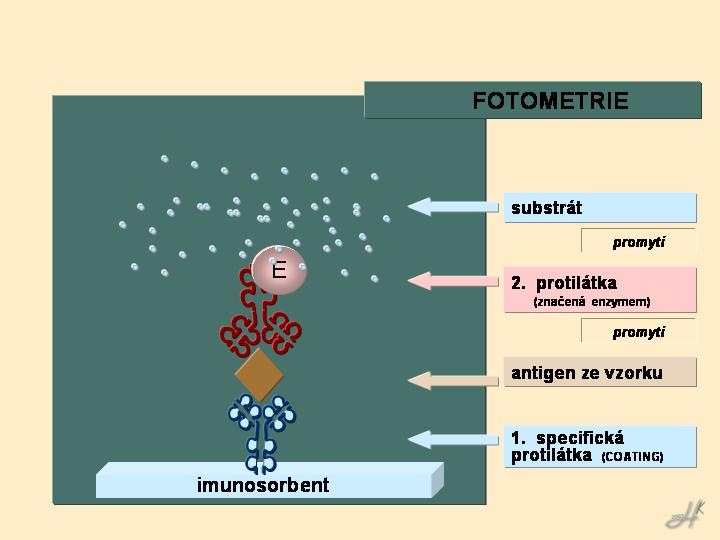 FOTOMETRIE
substrát
promytí
E
2. protilátka
(značená enzymem)
promytí
antigen ze vzorku
1. specifická
protilátka (COATING)
imunosorbent